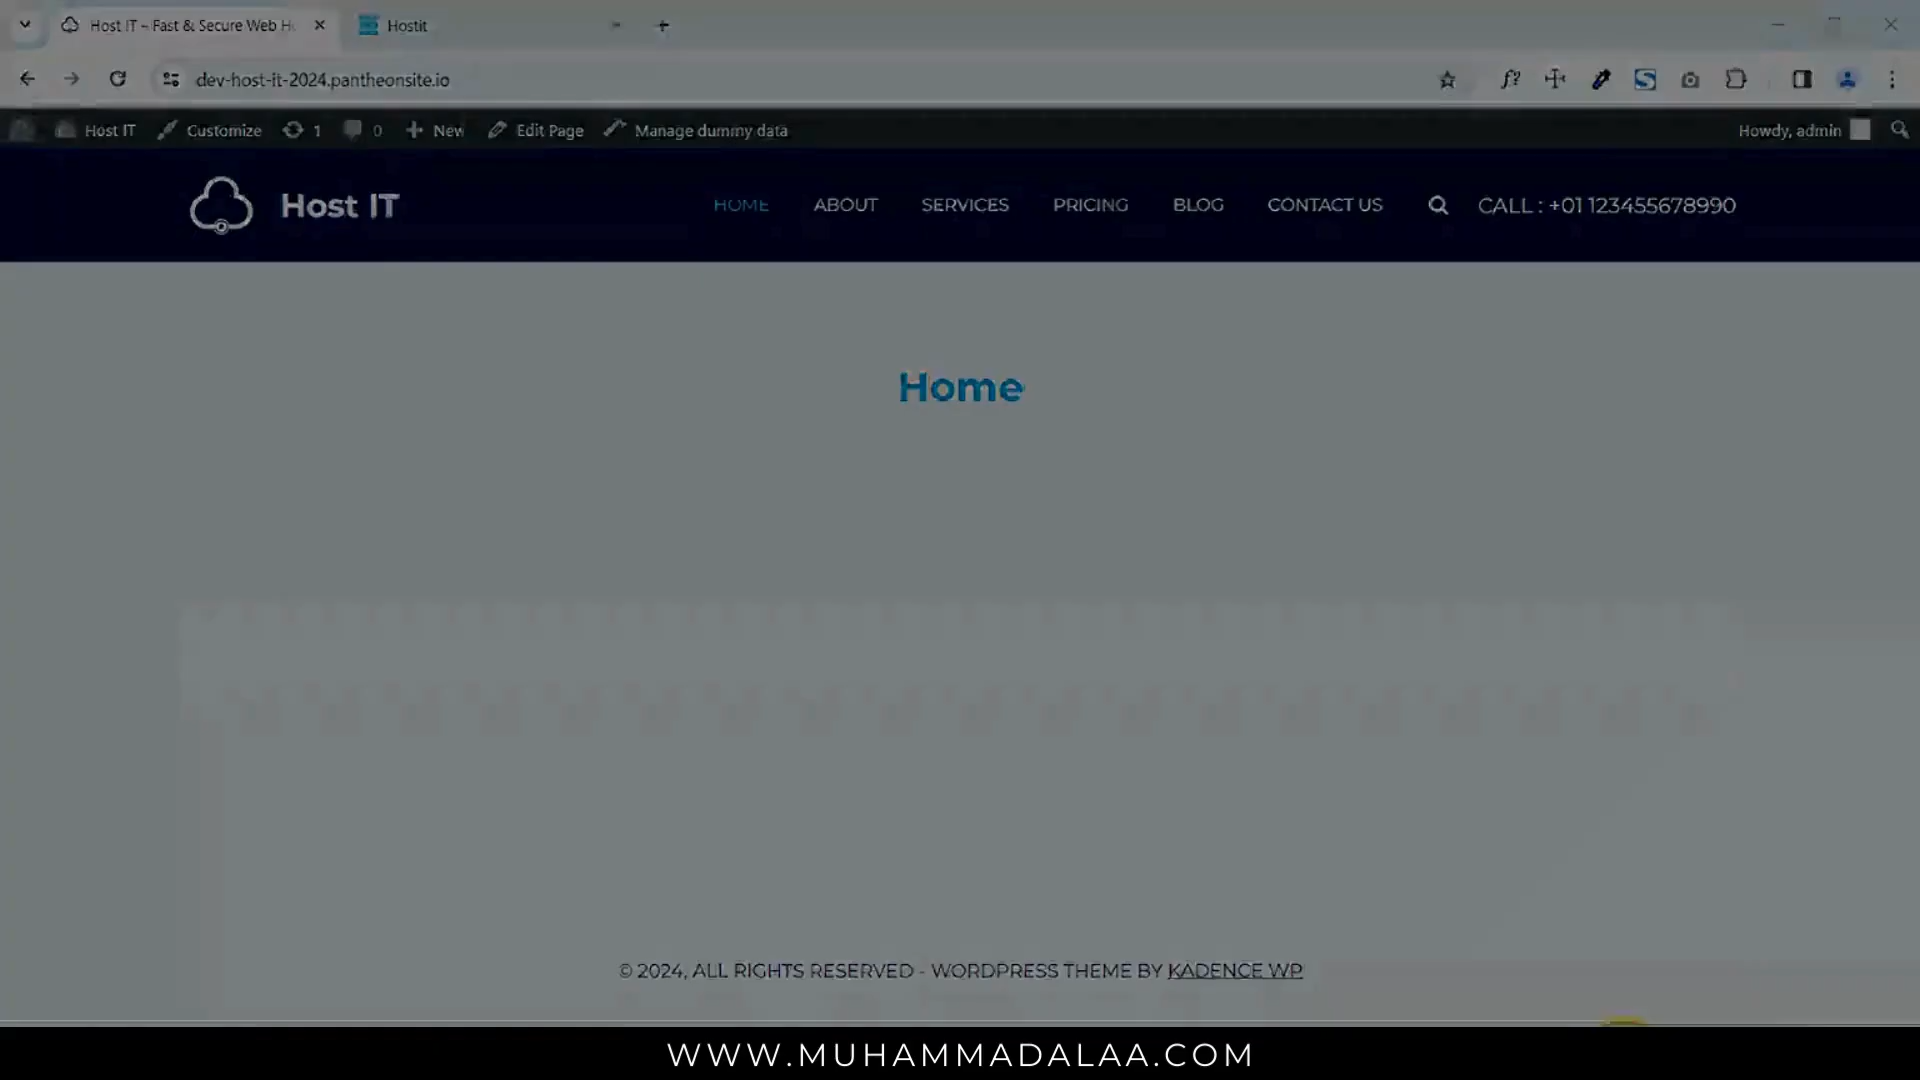 Host IT – Fast & Secure Web H
Hostit
dev-host-it-2024.pantheonsite.io
f?
Host IT
Customize
1
0
New
Edit Page
Manage dummy data
Howdy, admin
Host IT
HOME
ABOUT
SERVICES
PRICING
BLOG
CONTACT US
CALL : +01 123455678990
Home
© 2024, ALL RIGHTS RESERVED - WORDPRESS THEME BY KADENCE WP
WWW.MUHAMMADALAA.COM